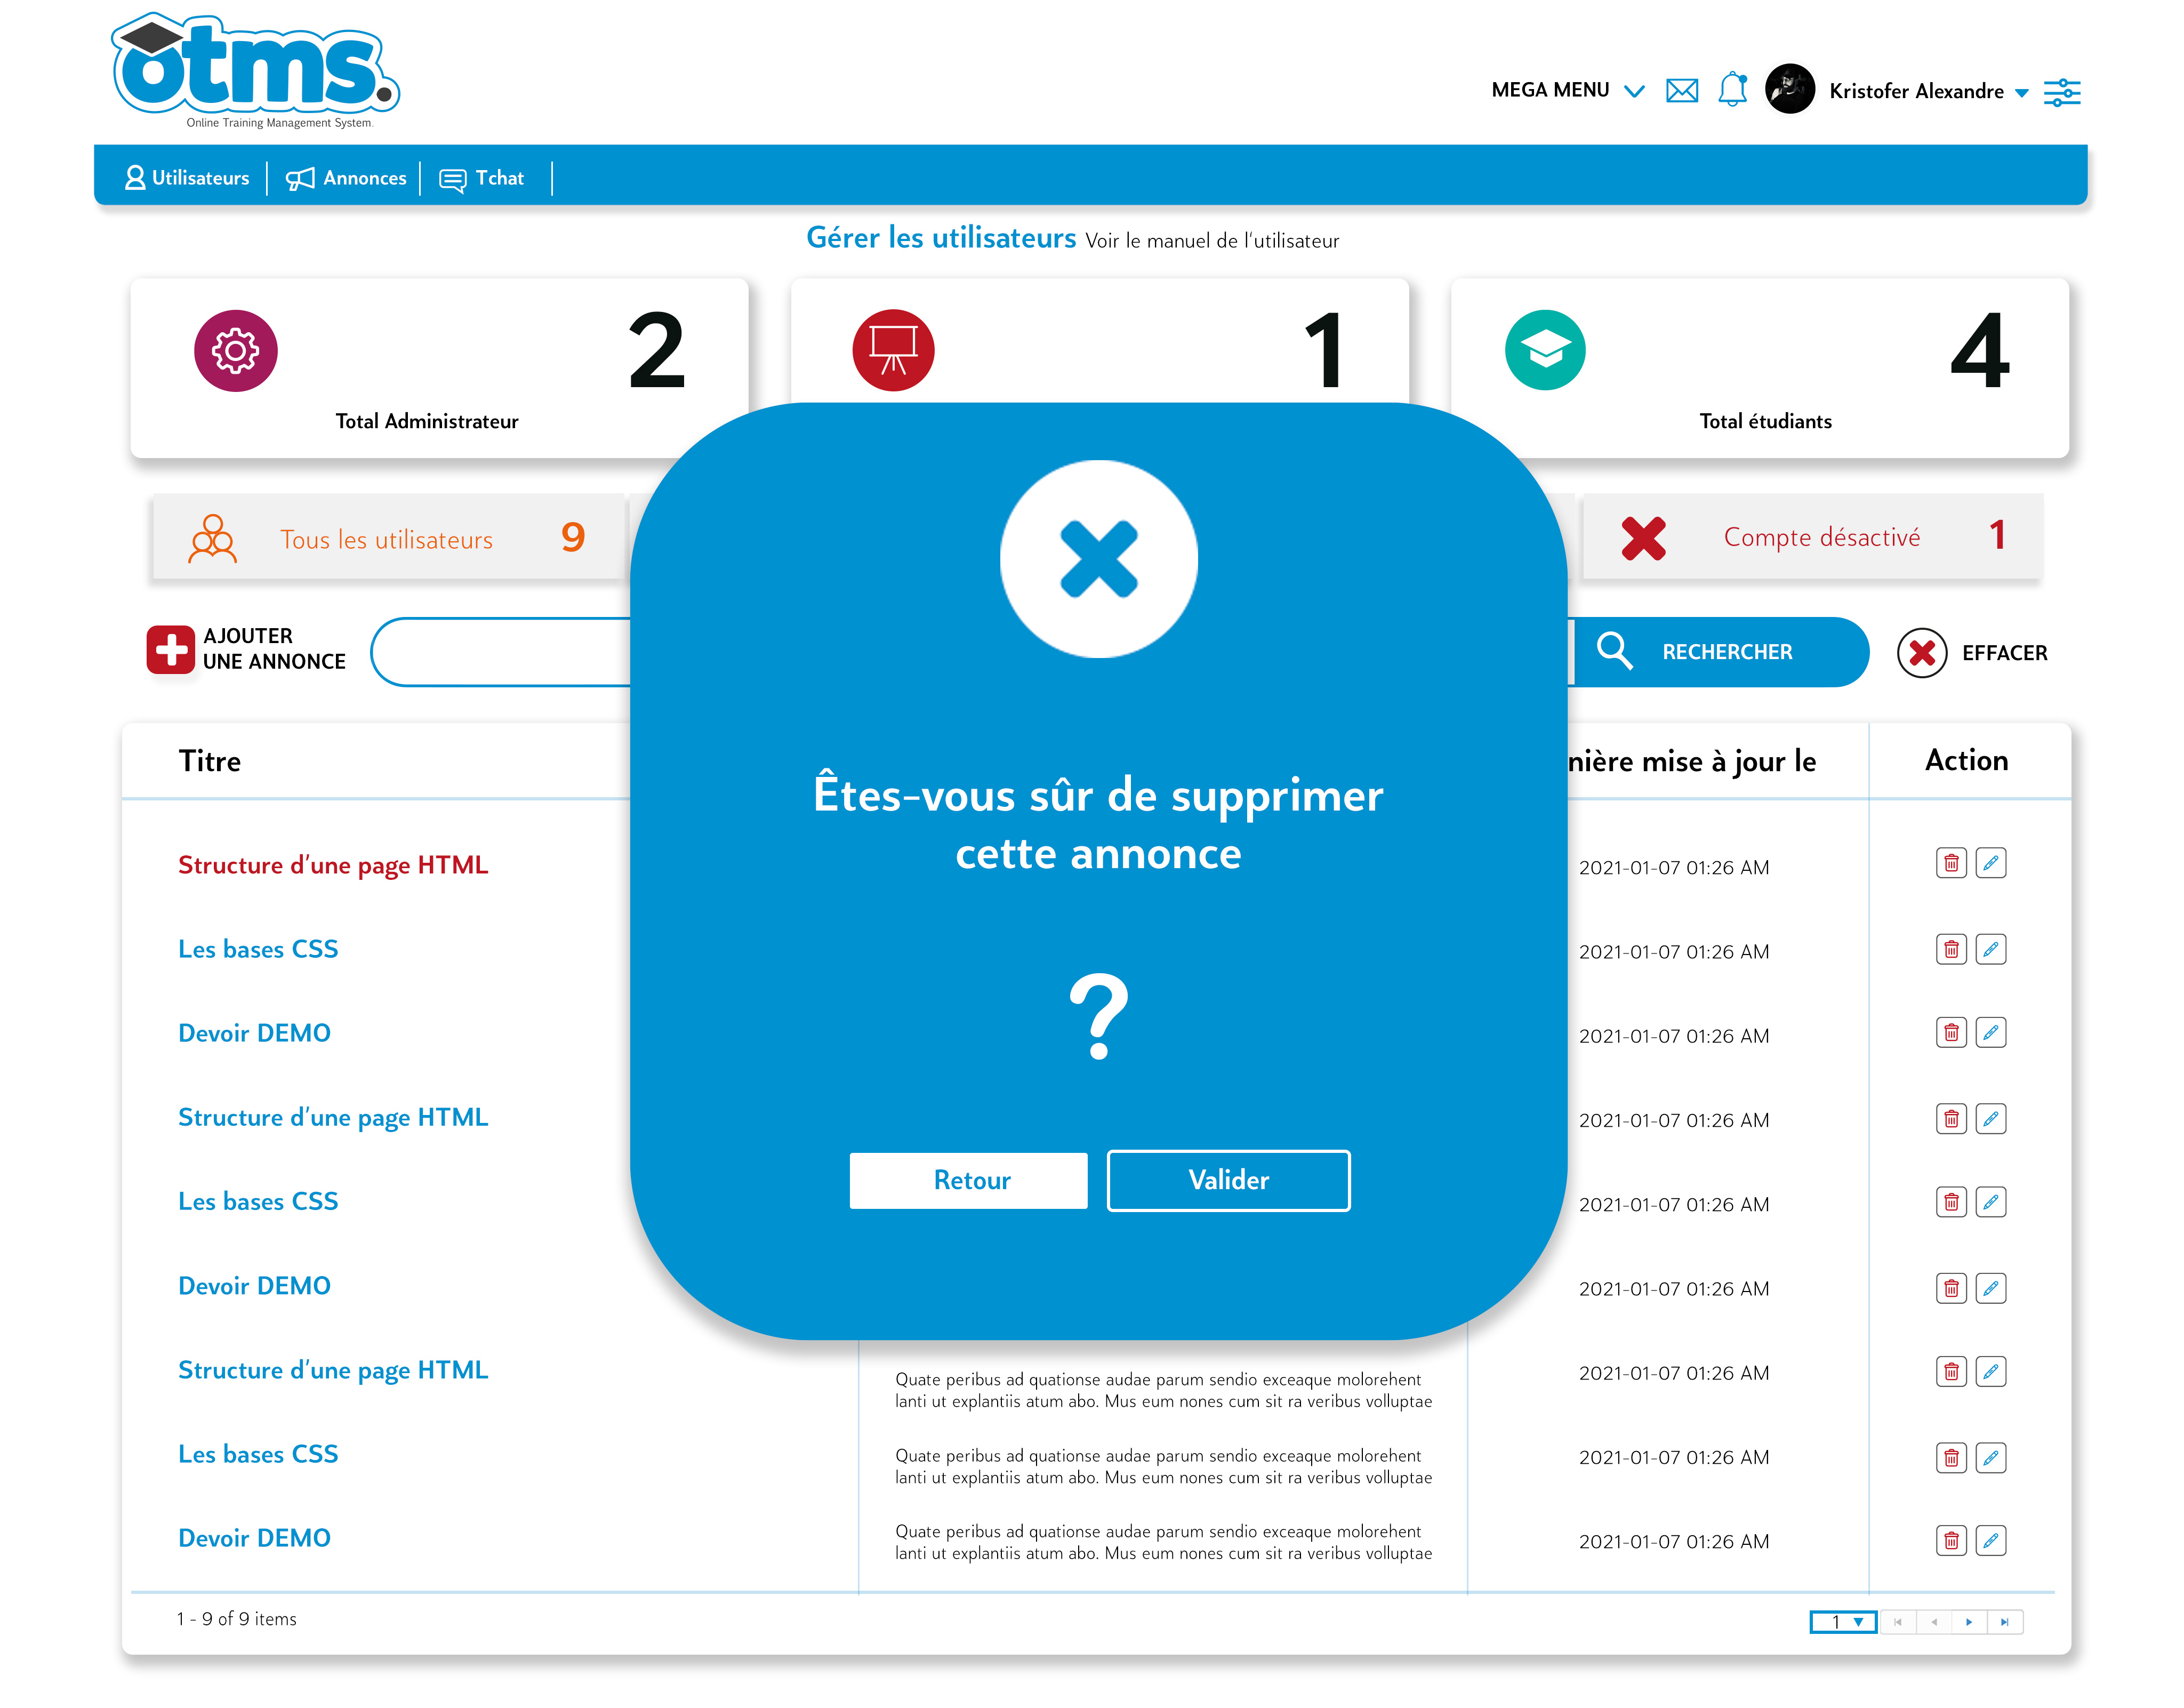 otms.
Online Training Management System.
MEGA MENU
Kristofer Alexandre
Utilisateurs
Annonces
Tchat
Gérer les utilisateurs Voir le manuel de l'utilisateur
2
Total Administrateur
1
4
Total étudiants
Tous les utilisateurs 9
Compte désactivé 1
AJOUTER
UNE ANNONCE
RECHERCHER
EFFACER
Êtes-vous sûr de supprimer
cette annonce
?
Retour
Valider
Titre
nière mise à jour le
Action
Structure d'une page HTML
2021-01-07 01:26 AM
Les bases CSS
2021-01-07 01:26 AM
Devoir DEMO
2021-01-07 01:26 AM
Structure d'une page HTML
2021-01-07 01:26 AM
Les bases CSS
2021-01-07 01:26 AM
Devoir DEMO
2021-01-07 01:26 AM
Structure d'une page HTML
Quate peribus ad quationse audae parum sendio exceaque molorehent
lanti ut explantiis atum abo. Mus eum nones cum sit ra veribus volluptae
2021-01-07 01:26 AM
Les bases CSS
Quate peribus ad quationse audae parum sendio exceaque molorehent
lanti ut explantiis atum abo. Mus eum nones cum sit ra veribus volluptae
2021-01-07 01:26 AM
Devoir DEMO
Quate peribus ad quationse audae parum sendio exceaque molorehent
lanti ut explantiis atum abo. Mus eum nones cum sit ra veribus volluptae
2021-01-07 01:26 AM
1 - 9 of 9 items
1